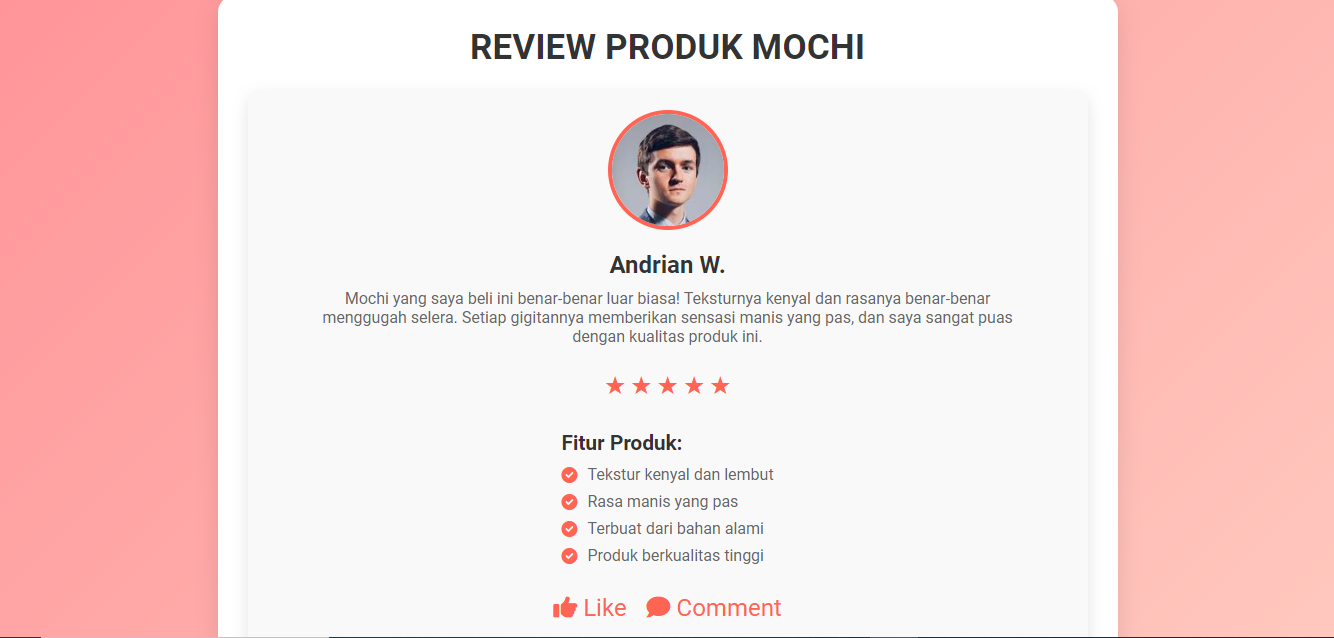 REVIEW PRODUK MOCHI
Andrian W.
Mochi yang saya beli ini benar-benar luar biasa! Teksturnya kenyal dan rasanya benar-benar
menggugah selera. Setiap gigitannya memberikan sensasi manis yang pas, dan saya sangat puas
dengan kualitas produk ini.
★ ★ ★ ★ ★
Fitur Produk:
Tekstur kenyal dan lembut
Rasa manis yang pas
Terbuat dari bahan alami
Produk berkualitas tinggi
Like Comment